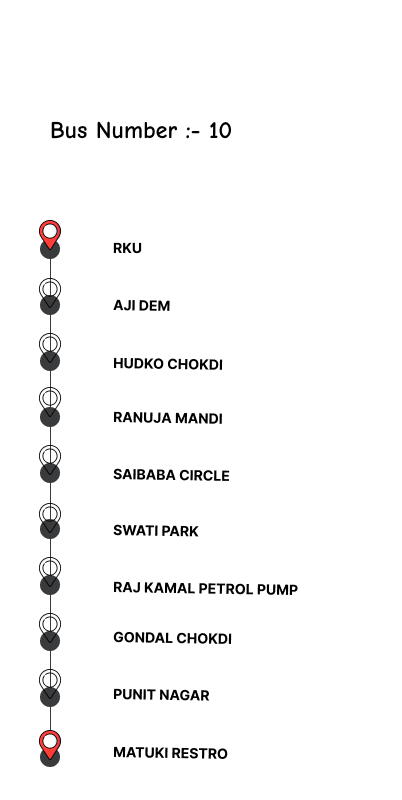 Bus Number :- 10
RKU
AJI DEM
HUDKO CHOKDI
RANUJA MANDI
SAIBABA CIRCLE
SWATI PARK
RAJ KAMAL PETROL PUMP
GONDAL CHOKDI
PUNIT NAGAR
MATUKI RESTRO